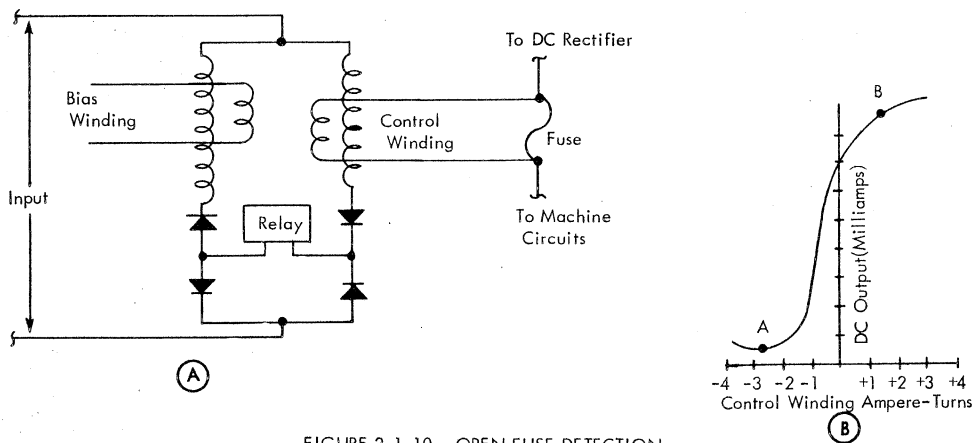 To DC Rectifier
Bias
Winding
Control
Winding
Fuse
Input
Relay
To Machine
Circuits
A
B
A
DC Output(Milliamps)
-4 -3 -2 -1 +1 +2 +3 +4
Control Winding Ampere-Turns
B
FIGURE 2-1-10. OPEN FUSE DETECTION